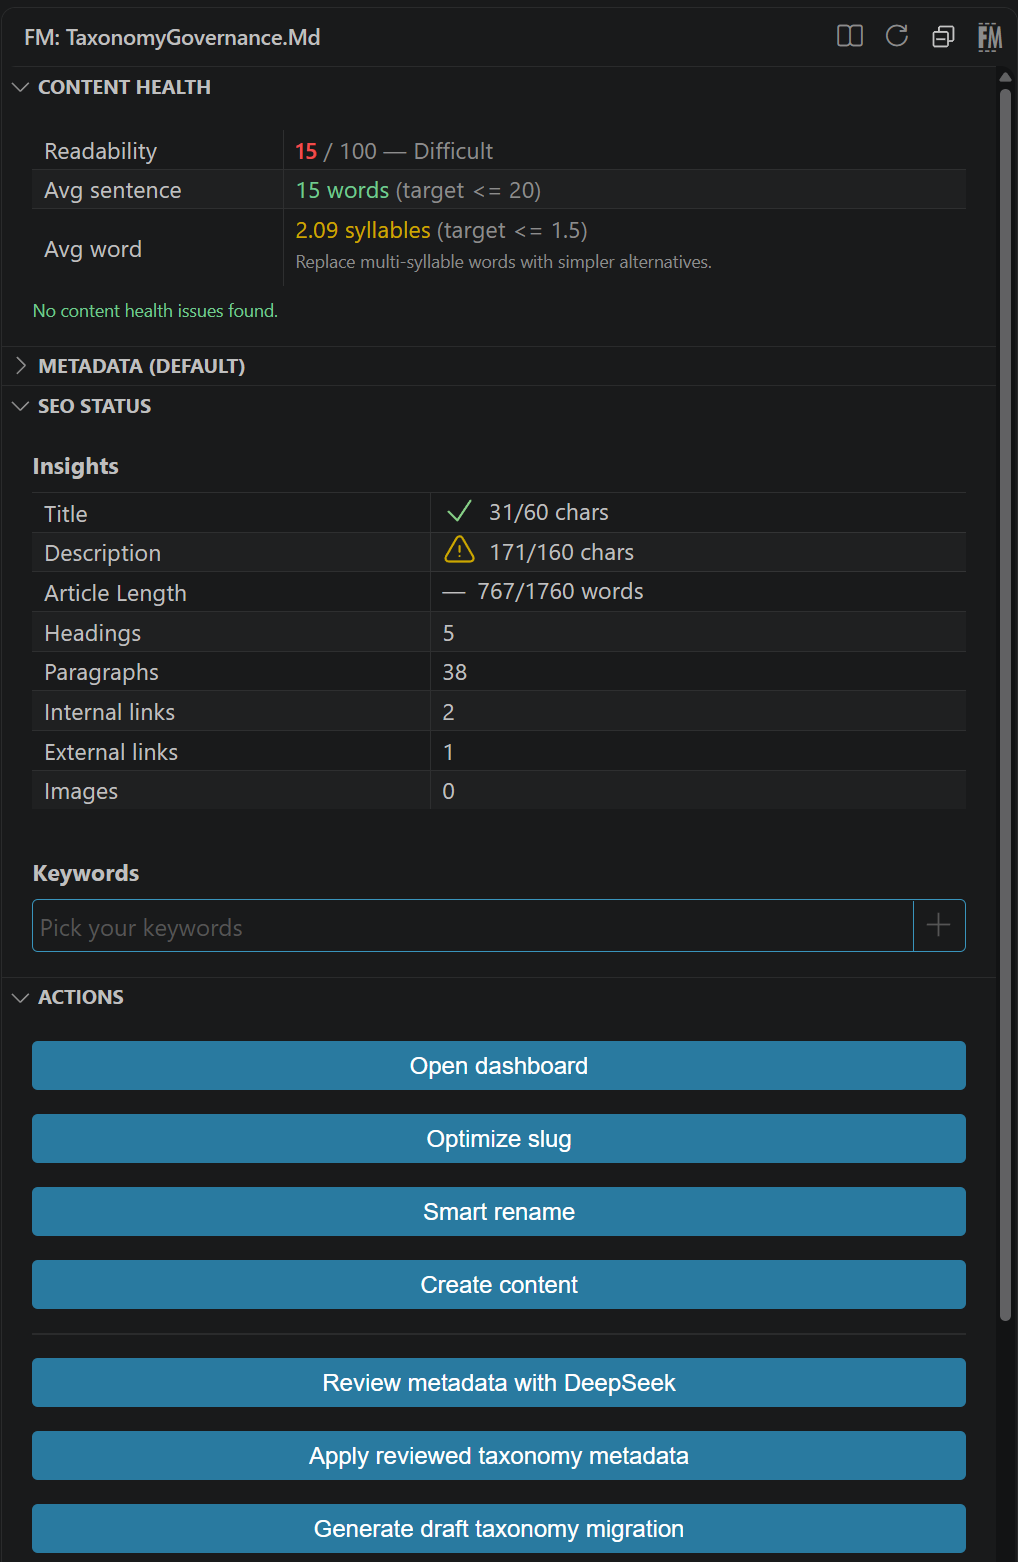 FM: TaxonomyGovernance.Md
FM
CONTENT HEALTH
Readability 15 / 100 — Difficult
Avg sentence 15 words (target <= 20)
Avg word 2.09 syllables (target <= 1.5)
Replace multi-syllable words with simpler alternatives.
No content health issues found.
METADATA (DEFAULT)
SEO STATUS
Insights
Title 31/60 chars
Description 171/160 chars
Article Length — 767/1760 words
Headings 5
Paragraphs 38
Internal links 2
External links 1
Images 0
Keywords
Pick your keywords
ACTIONS
Open dashboard
Optimize slug
Smart rename
Create content
Review metadata with DeepSeek
Apply reviewed taxonomy metadata
Generate draft taxonomy migration